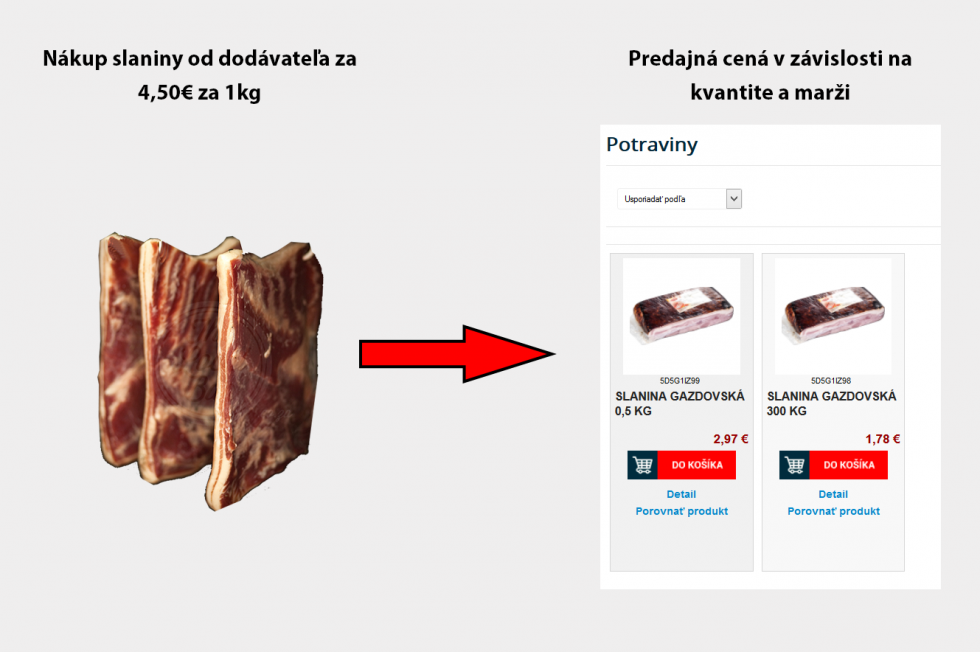 Nákup slaniny od dodávateľa za
4,50€ za 1kg
Predajná cená v závislosti na
kvantite a marži
Potraviny
Usporiadať podľa
5D5G1IZ99
SLANINA GAZDOVSKÁ
0,5 KG
2,97 €
DO KOŠÍKA
Detail
Porovnať produkt
5D5G1IZ98
SLANINA GAZDOVSKÁ
300 KG
1,78 €
DO KOŠÍKA
Detail
Porovnať produkt